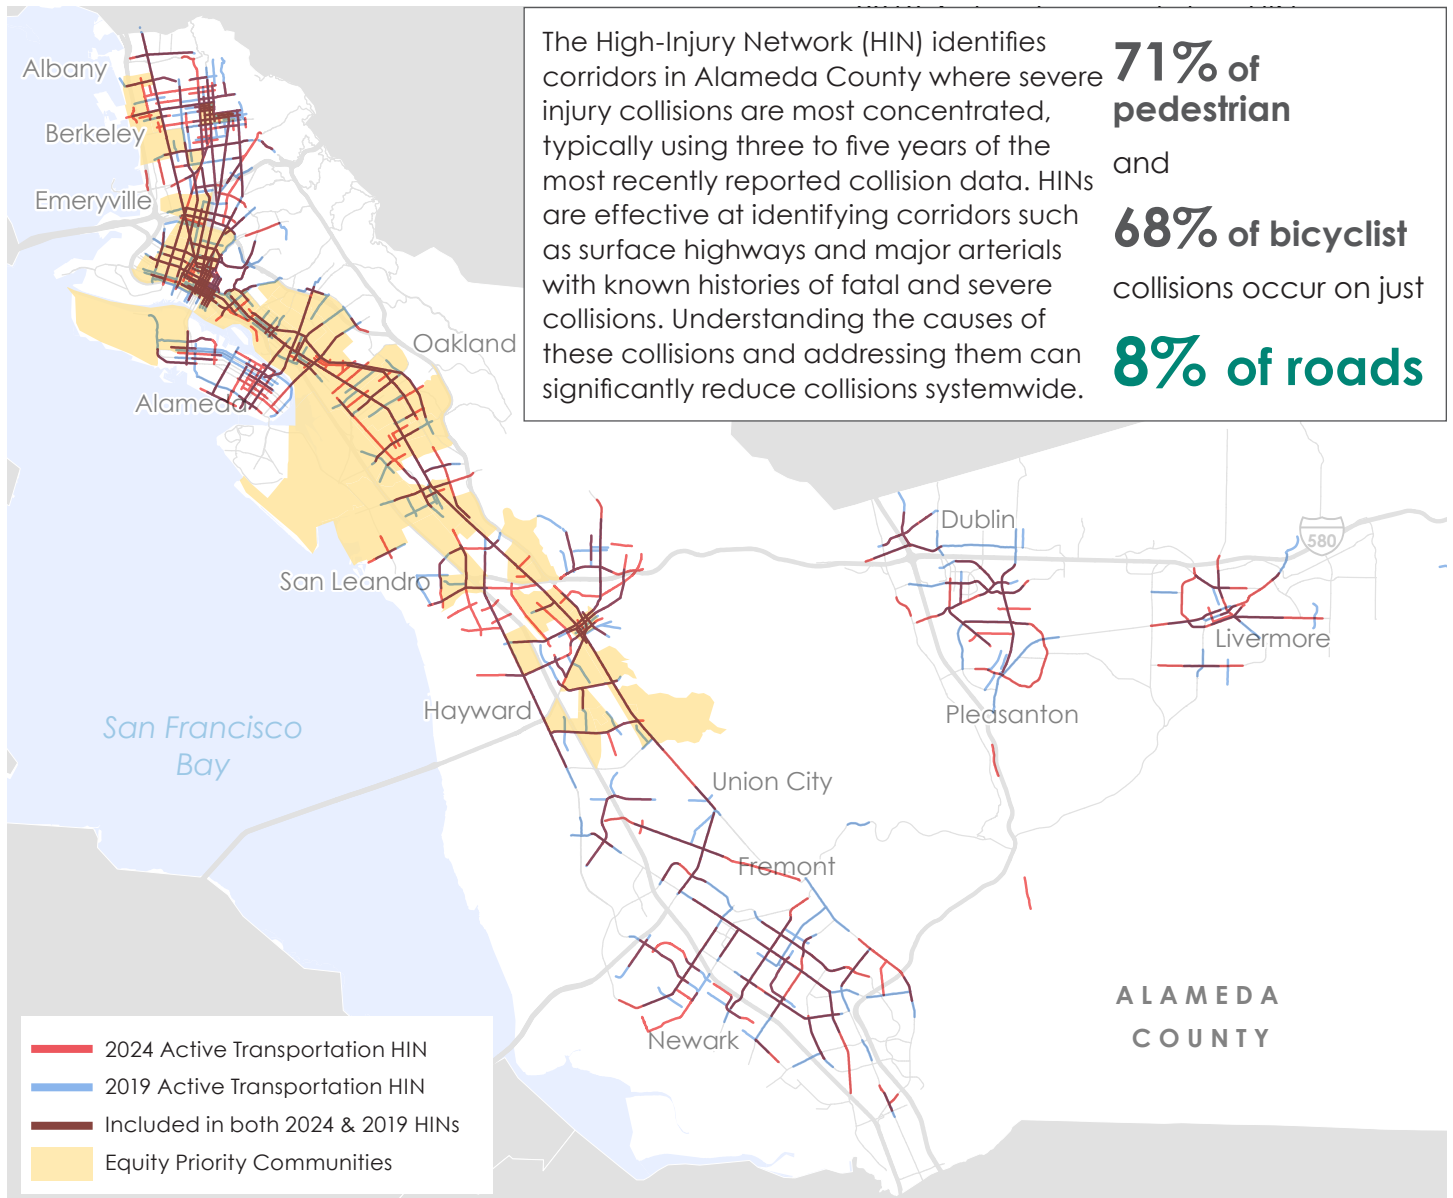 The High-Injury Network (HIN) identifies
corridors in Alameda County where severe
injury collisions are most concentrated,
typically using three to five years of the
most recently reported collision data. HINs
are effective at identifying corridors such
as surface highways and major arterials
with known histories of fatal and severe
collisions. Understanding the causes of
these collisions and addressing them can
significantly reduce collisions systemwide.
71% of
pedestrian
and
68% of bicyclist
collisions occur on just
8% of roads
Albany
Berkeley
Emeryville
Oakland
Alameda
San Leandro
Dublin
580
Livermore
Hayward
Pleasanton
San Francisco
Bay
Union City
Fremont
Newark
ALAMEDA
COUNTY
2024 Active Transportation HIN
2019 Active Transportation HIN
Included in both 2024 & 2019 HINs
Equity Priority Communities